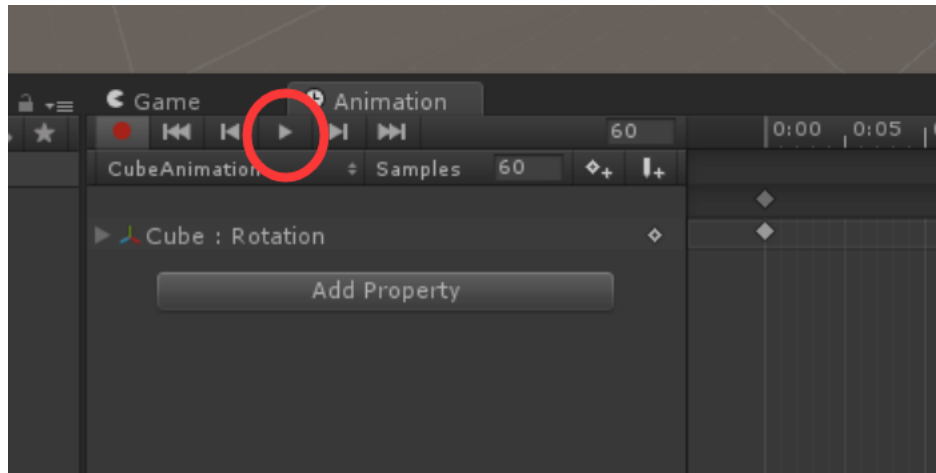 Game Animation
60 0:00 0:05
CubeAnimation Samples 60
Cube : Rotation
Add Property